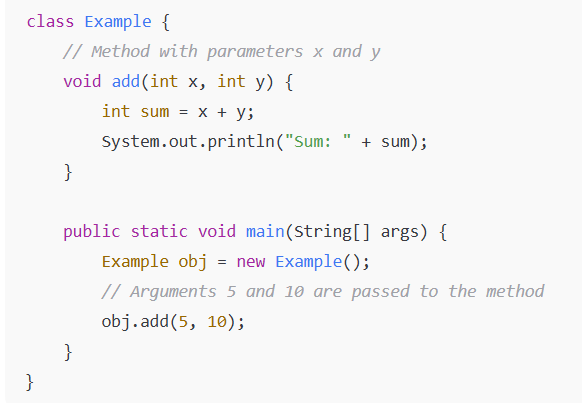 class Example {
    // Method with parameters x and y
    void add(int x, int y) {
        int sum = x + y;
        System.out.println("Sum: " + sum);
    }

    public static void main(String[] args) {
        Example obj = new Example();
        // Arguments 5 and 10 are passed to the method
        obj.add(5, 10);
    }
}